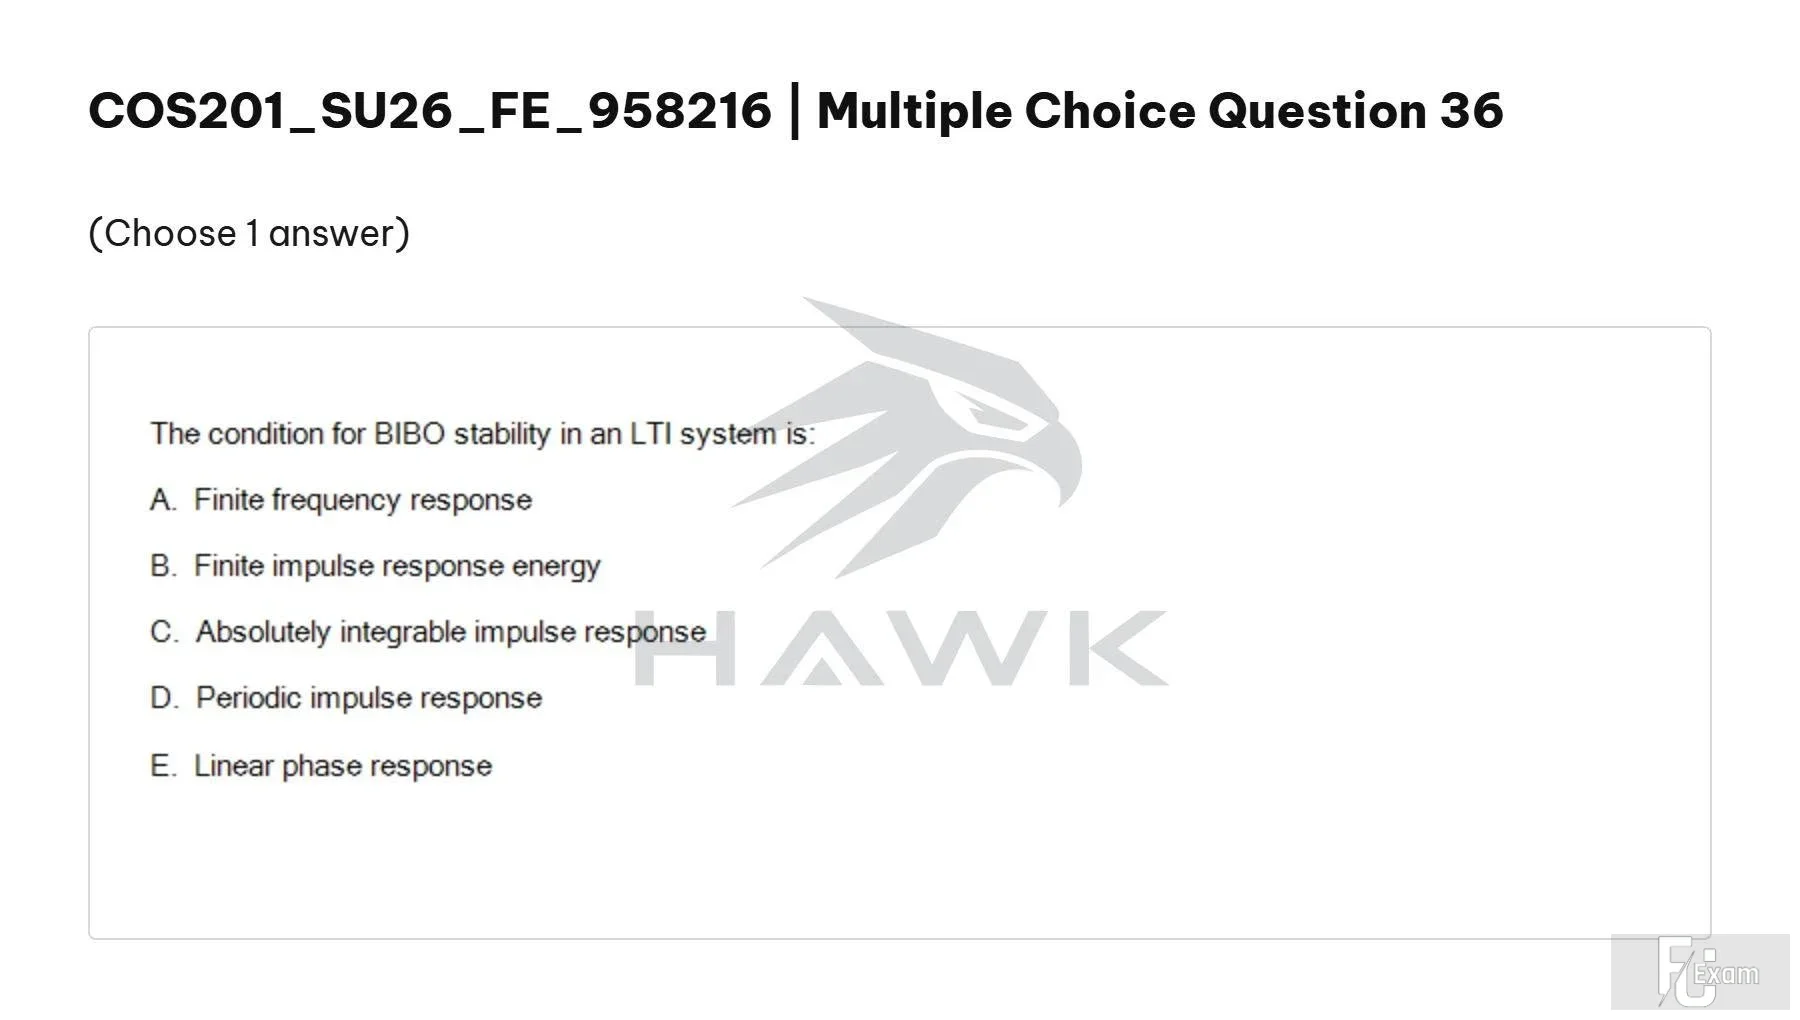 COS201_SU26_FE_958216 | Multiple Choice Question 36
(Choose 1 answer)
The condition for BIBO stability in an LTI system is:
A. Finite frequency response
B. Finite impulse response energy
C. Absolutely integrable impulse response
D. Periodic impulse response
E. Linear phase response
HAWK
FU Exam